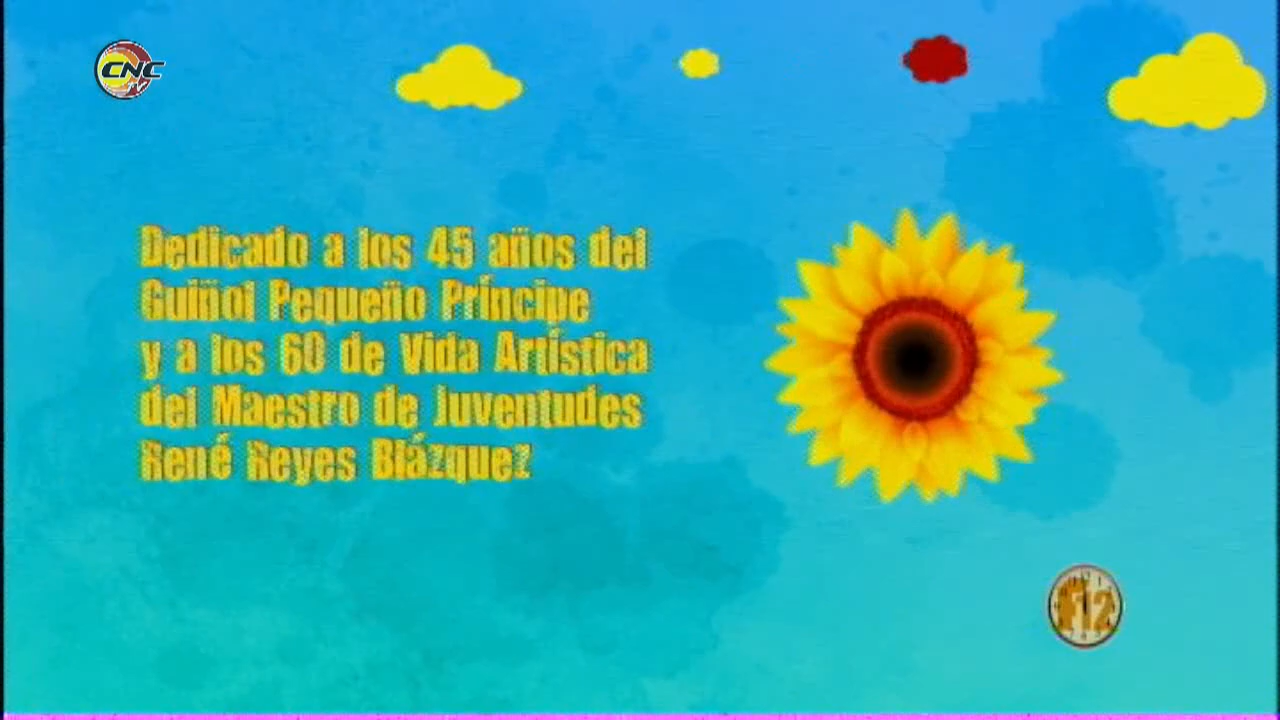 CNC
TV
Dedicado a los 45 años del
Guiñol Pequeño Príncipe
y a los 60 de Vida Artística
del Maestro de Juventudes
René Reyes Blázquez